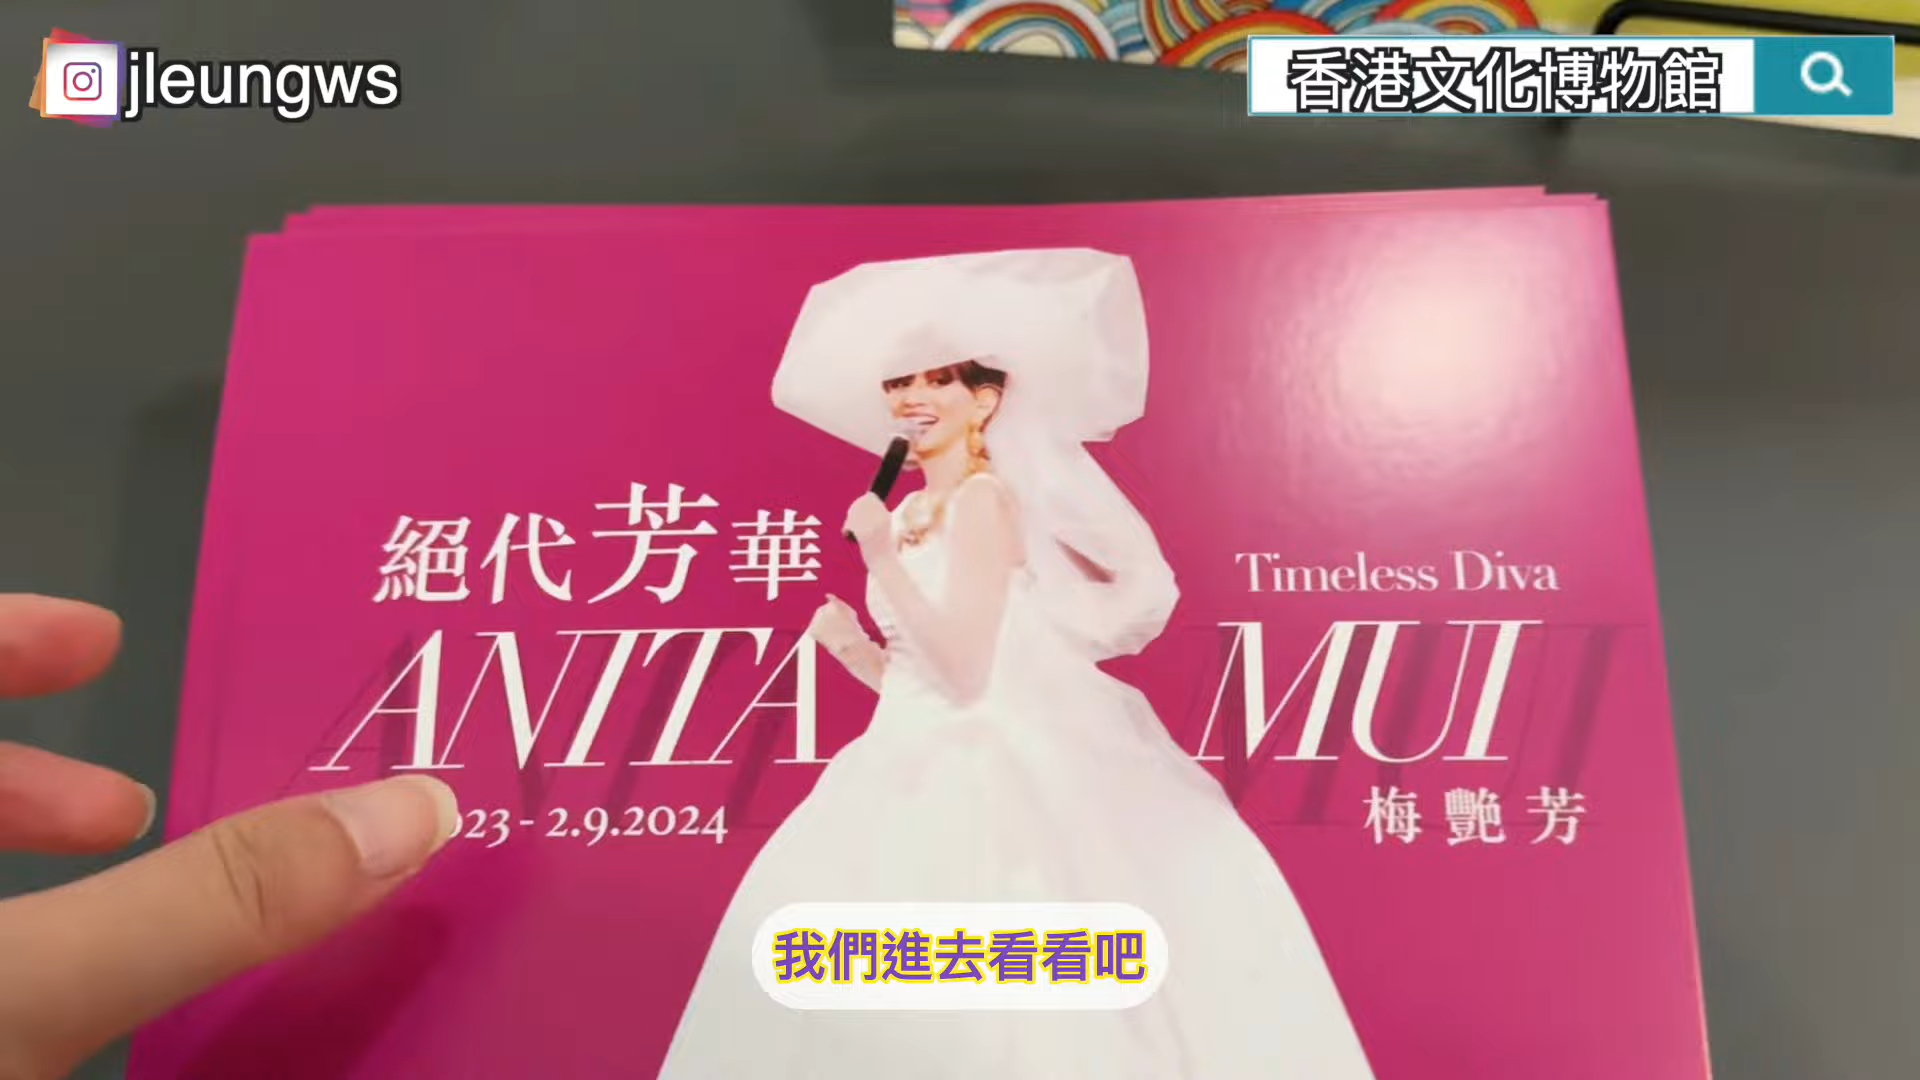 jleungws
香港文化博物館
絕代芳華
Timeless Diva
ANITA MUI
023 - 2.9.2024
梅艷芳
我們進去看看吧